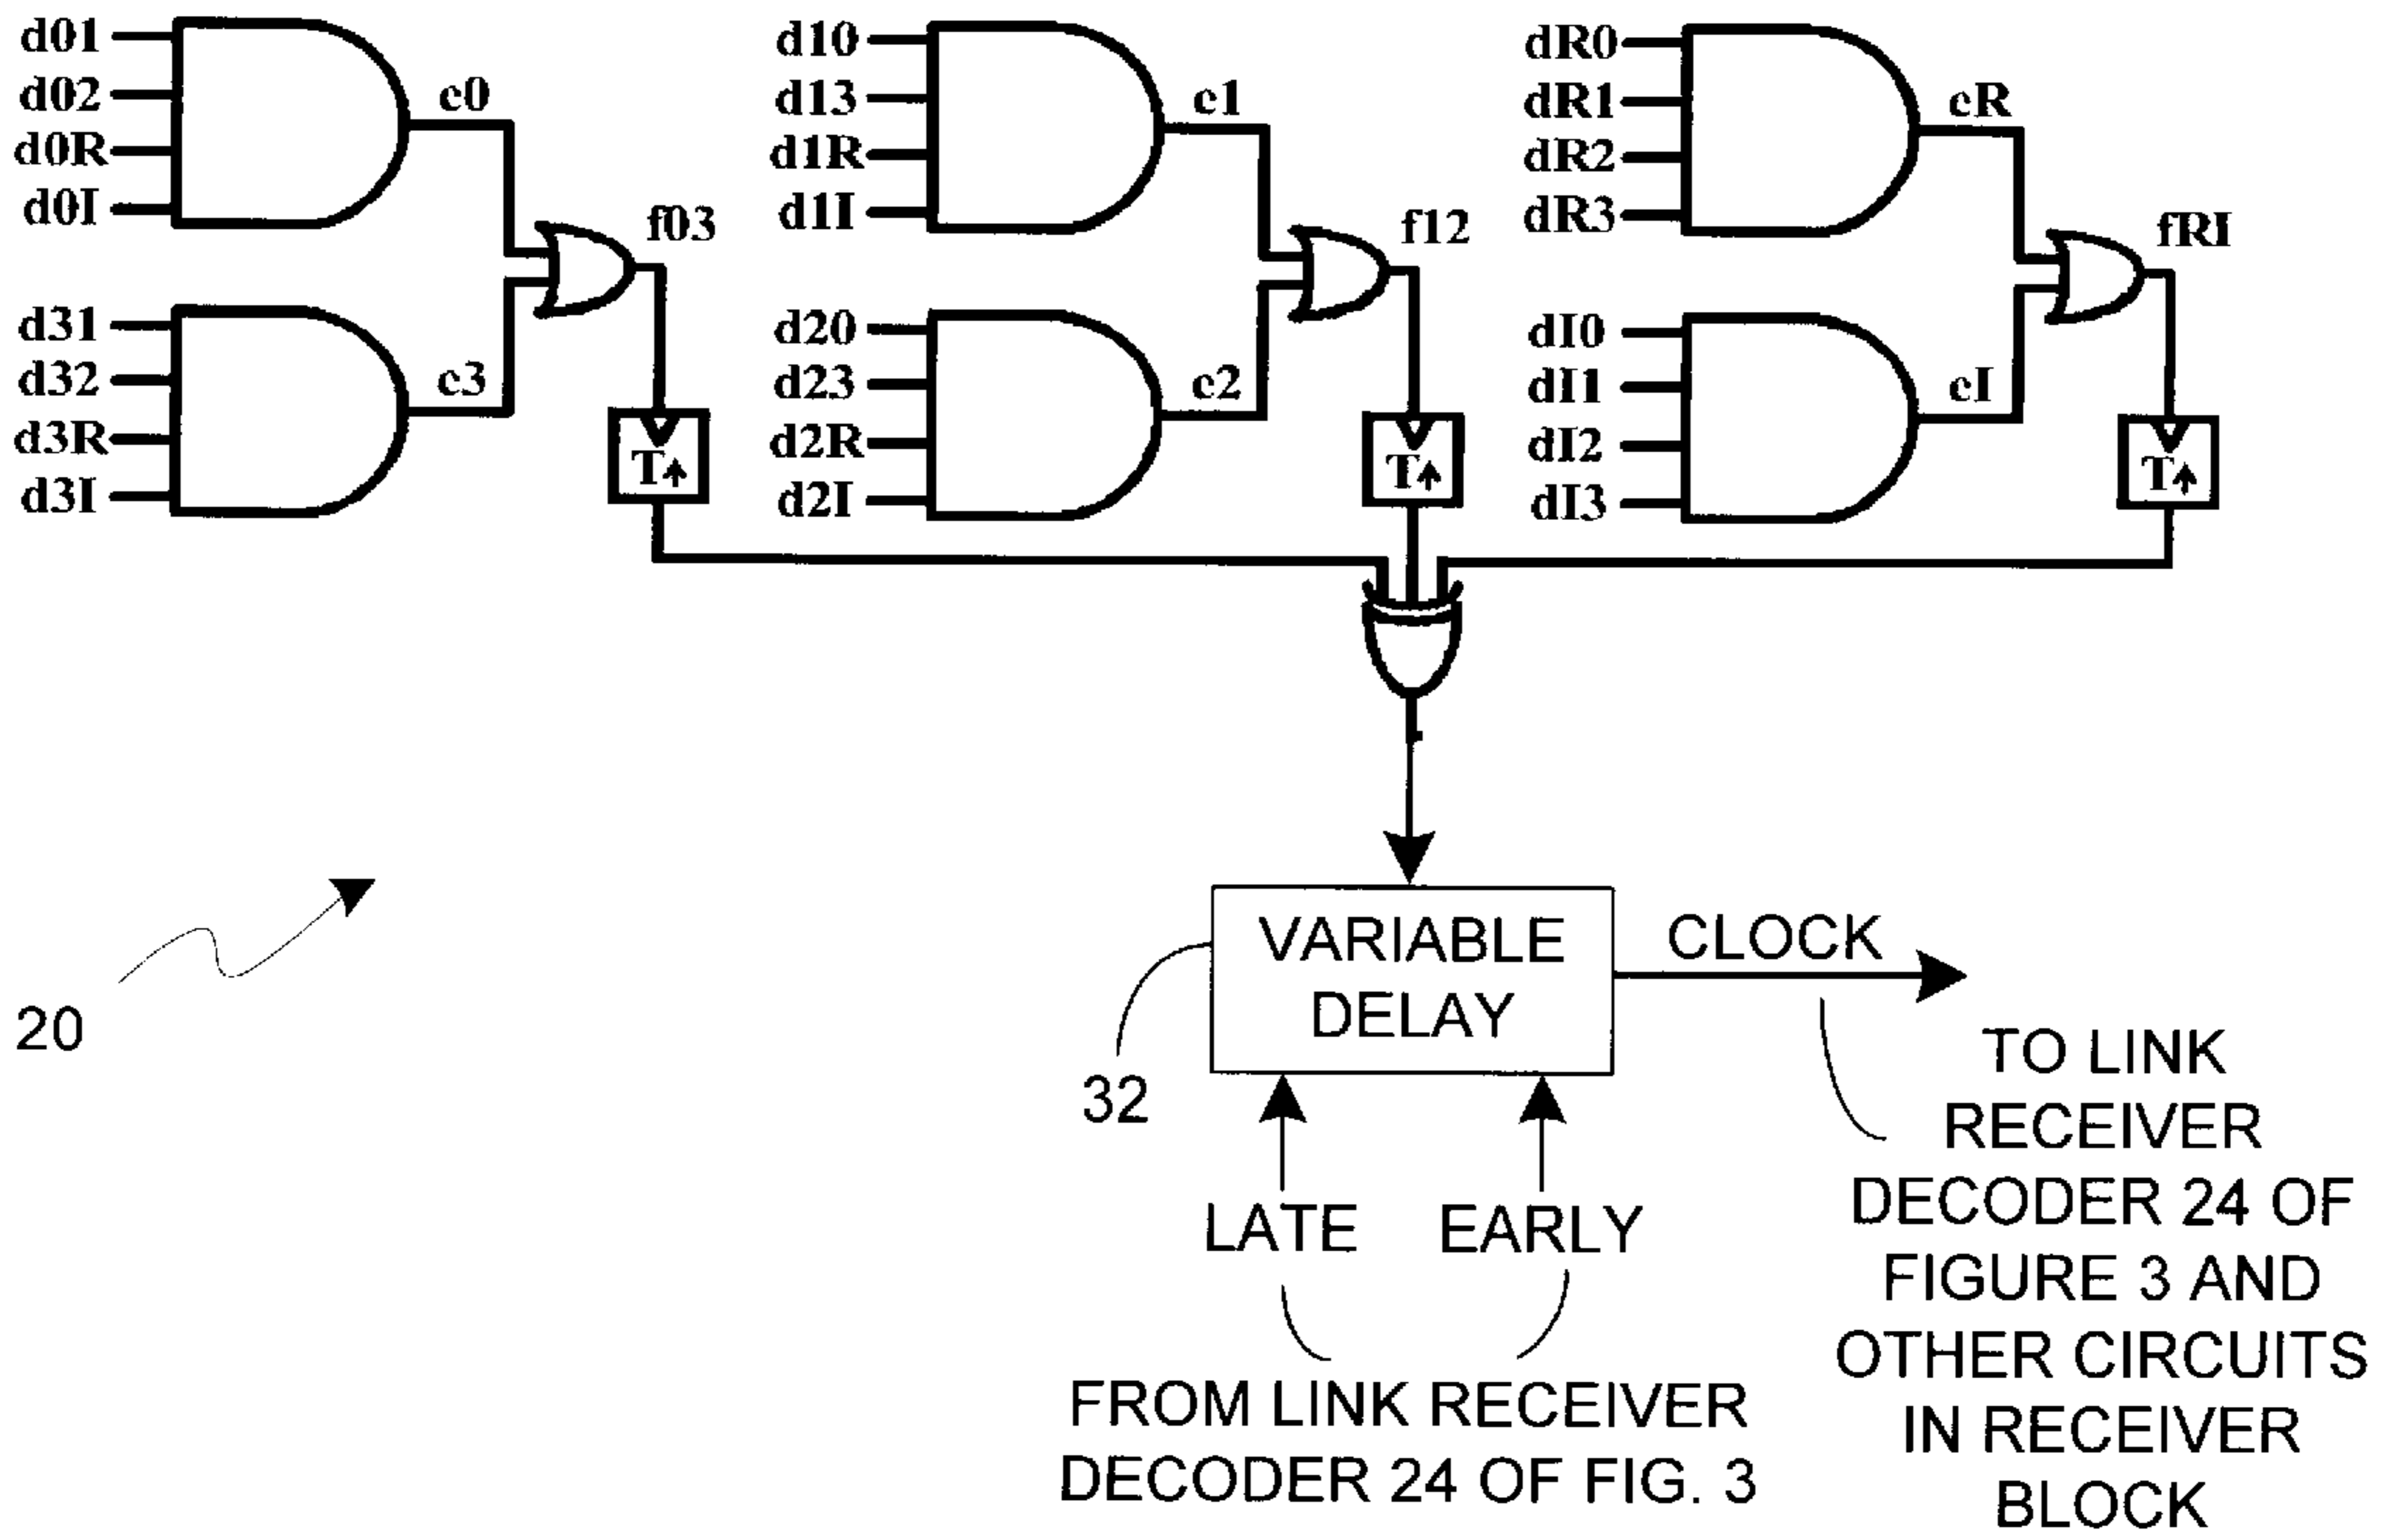 d01
d02
d0R
d0I
c0
d31
d32
d3R
d3I
c3
f03
T↑
d10
d13
d1R
d1I
c1
d20
d23
d2R
d2I
c2
f12
T↑
dR0
dR1
dR2
dR3
cR
dI0
dI1
dI2
dI3
cI
fRI
T↑
VARIABLE
DELAY
CLOCK
20
32
LATE
EARLY
FROM LINK RECEIVER
DECODER 24 OF FIG. 3
TO LINK
RECEIVER
DECODER 24 OF
FIGURE 3 AND
OTHER CIRCUITS
IN RECEIVER
BLOCK